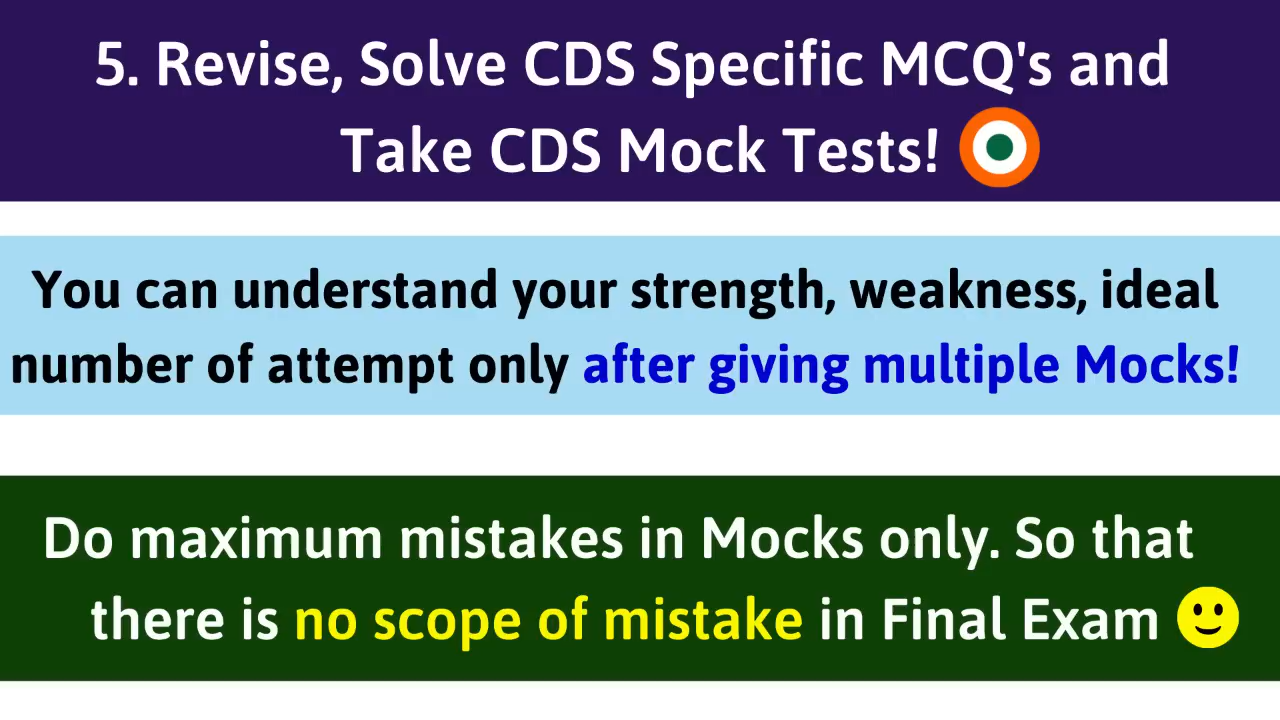 5. Revise, Solve CDS Specific MCQ's and
Take CDS Mock Tests!
You can understand your strength, weakness, ideal
number of attempt only after giving multiple Mocks!
Do maximum mistakes in Mocks only. So that
there is no scope of mistake in Final Exam